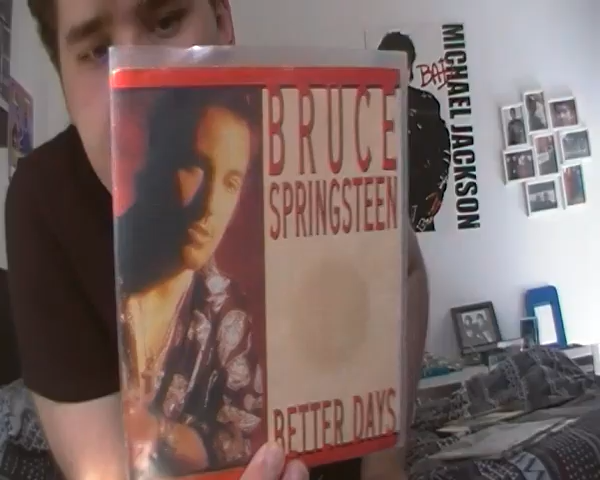 BRUCE
SPRINGSTEEN
BETTER DAYS
BAD
MICHAEL JACKSON